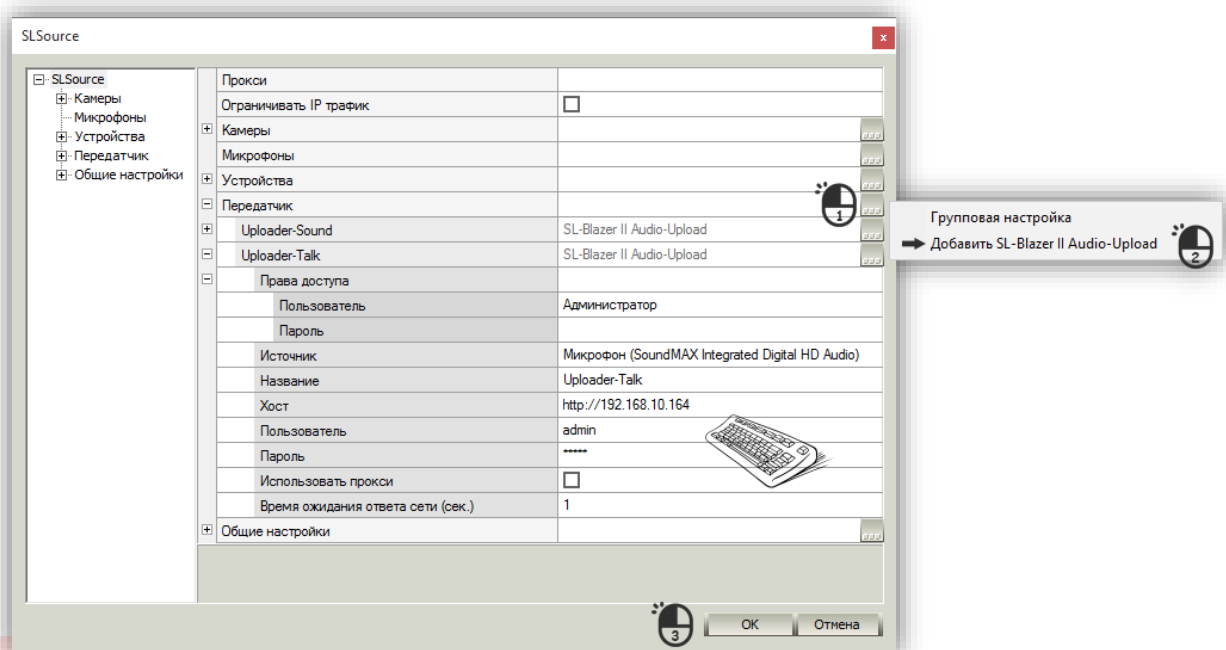 SLSource
x
SLSource
Камеры
Микрофоны
Устройства
Передатчик
Общие настройки
Прокси
Ограничивать IP трафик
Камеры
Микрофоны
Устройства
Передатчик
1
Uploader-Sound SL-Blazer II Audio-Upload
Uploader-Talk SL-Blazer II Audio-Upload
Права доступа
Пользователь Администратор
Пароль
Источник Микрофон (SoundMAX Integrated Digital HD Audio)
Название Uploader-Talk
Хост http://192.168.10.164
Пользователь admin
Пароль *****
Использовать прокси
Время ожидания ответа сети (сек.) 1
Общие настройки
Групповая настройка
Добавить SL-Blazer II Audio-Upload
2
3
OK Отмена